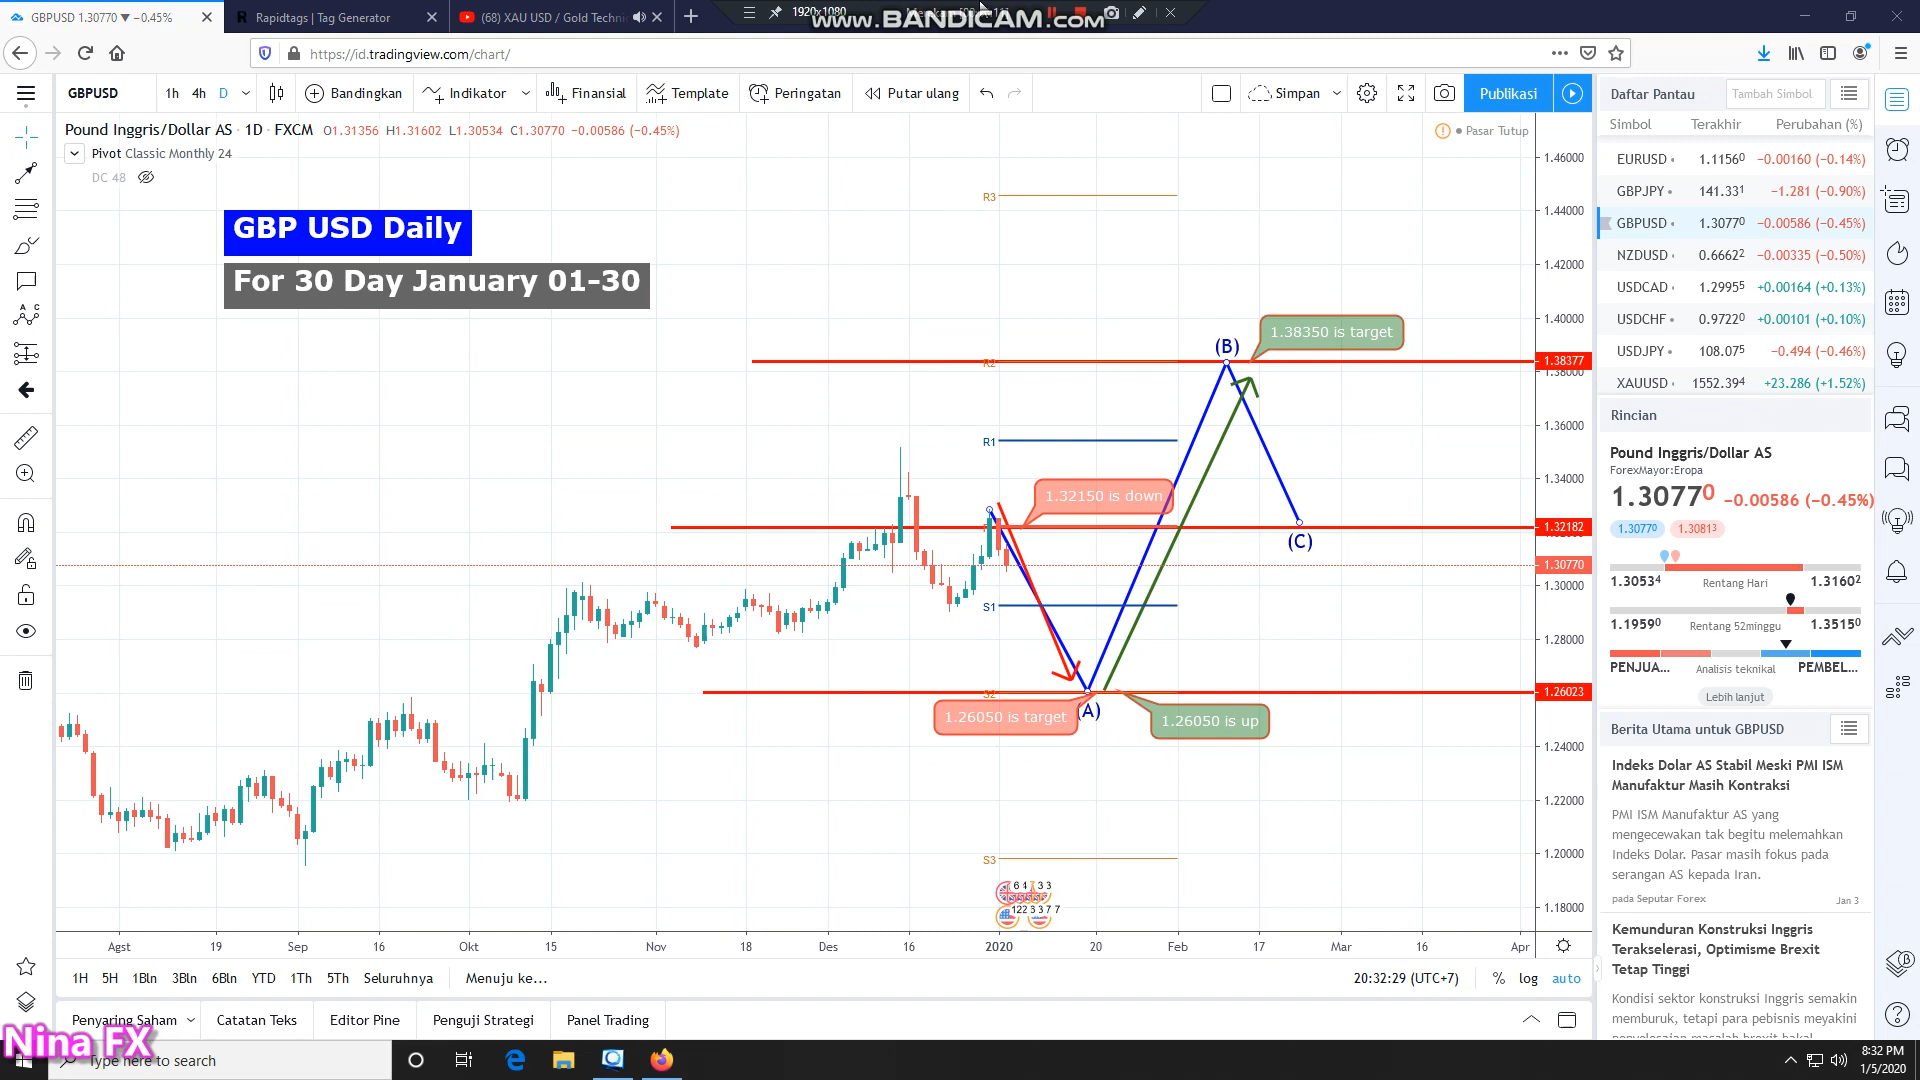 GBPUSD 1.30770 ▼ −0.45%
Rapidtags | Tag Generator
(68) XAU USD / Gold Techni
1920x1080
WWW.BANDICAM.COM
https://id.tradingview.com/chart/
GBPUSD 1h 4h D Bandingkan Indikator Finansial Template Peringatan Putar ulang Simpan Publikasi
Pound Inggris/Dollar AS · 1D · FXCM O1.31356 H1.31602 L1.30534 C1.30770 −0.00586 (−0.45%)
Pasar Tutup
Pivot Classic Monthly 24
DC 48
GBP USD Daily
For 30 Day January 01-30
R3
R2
R1
S1
S2
S3
(B)
1.38350 is target
1.32150 is down
(C)
1.26050 is target
(A)
1.26050 is up
1.46000
1.44000
1.42000
1.40000
1.38377
1.38000
1.36000
1.34000
1.32182
1.30770
1.30000
1.28000
1.26023
1.24000
1.22000
1.20000
1.18000
Agst 19 Sep 16 Okt 15 Nov 18 Des 16 2020 20 Feb 17 Mar 16 Apr
1H 5H 1Bln 3Bln 6Bln YTD 1Th 5Th Seluruhnya Menuju ke...
20:32:29 (UTC+7) % log auto
Penyaring Saham Catatan Teks Editor Pine Penguji Strategi Panel Trading
Daftar Pantau Tambah Simbol
Simbol Terakhir Perubahan (%)
EURUSD 1.11560 −0.00160 (−0.14%)
GBPJPY 141.331 −1.281 (−0.90%)
GBPUSD 1.30770 −0.00586 (−0.45%)
NZDUSD 0.66622 −0.00335 (−0.50%)
USDCAD 1.29955 +0.00164 (+0.13%)
USDCHF 0.97220 +0.00101 (+0.10%)
USDJPY 108.075 −0.494 (−0.46%)
XAUUSD 1552.394 +23.286 (+1.52%)
Rincian
Pound Inggris/Dollar AS
ForexMayor:Eropa
1.30770 −0.00586 (−0.45%)
1.30770 1.30813
1.30534 Rentang Hari 1.31602
1.19590 Rentang 52minggu 1.35150
PENJUA... Analisis teknikal PEMBEL...
Lebih lanjut
Berita Utama untuk GBPUSD
Indeks Dolar AS Stabil Meski PMI ISM
Manufaktur Masih Kontraksi
PMI ISM Manufaktur AS yang
mengecewakan tak begitu melemahkan
Indeks Dolar. Pasar masih fokus pada
serangan AS kepada Iran.
pada Seputar Forex Jan 3
Kemunduran Konstruksi Inggris
Terakselerasi, Optimisme Brexit
Tetap Tinggi
Kondisi sektor konstruksi Inggris semakin
memburuk, tetapi para pebisnis meyakini
Nina FX
Type here to search
8:32 PM
1/5/2020